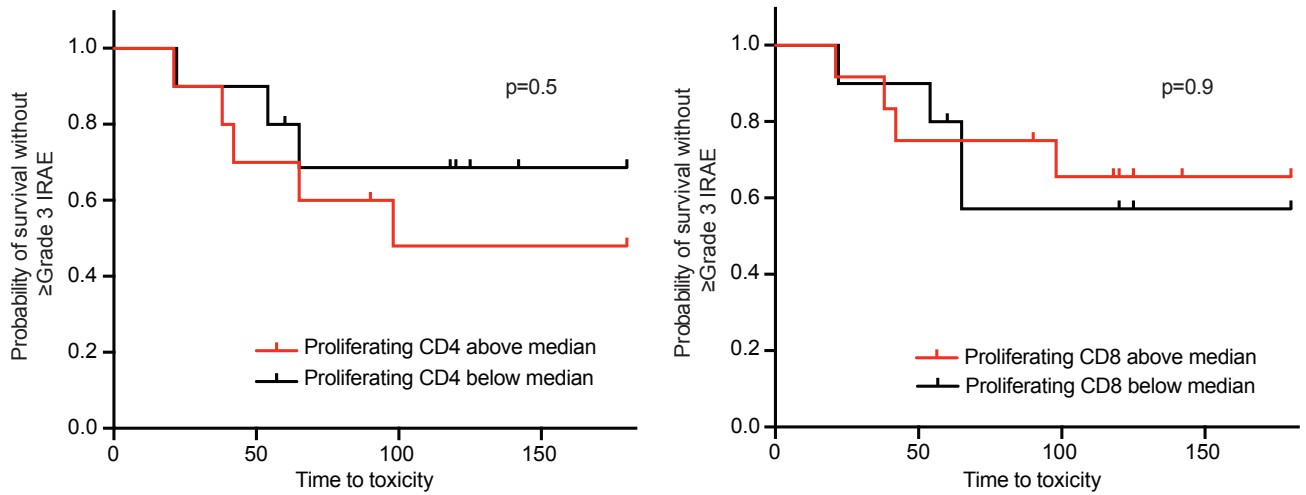 Probability of survival without
≥Grade 3 IRAE
1.0
0.8
0.6
0.4
0.2
0.0
p=0.5
Proliferating CD4 above median
Proliferating CD4 below median
0 50 100 150
Time to toxicity
Probability of survival without
≥Grade 3 IRAE
1.0
0.8
0.6
0.4
0.2
0.0
p=0.9
Proliferating CD8 above median
Proliferating CD8 below median
0 50 100 150
Time to toxicity